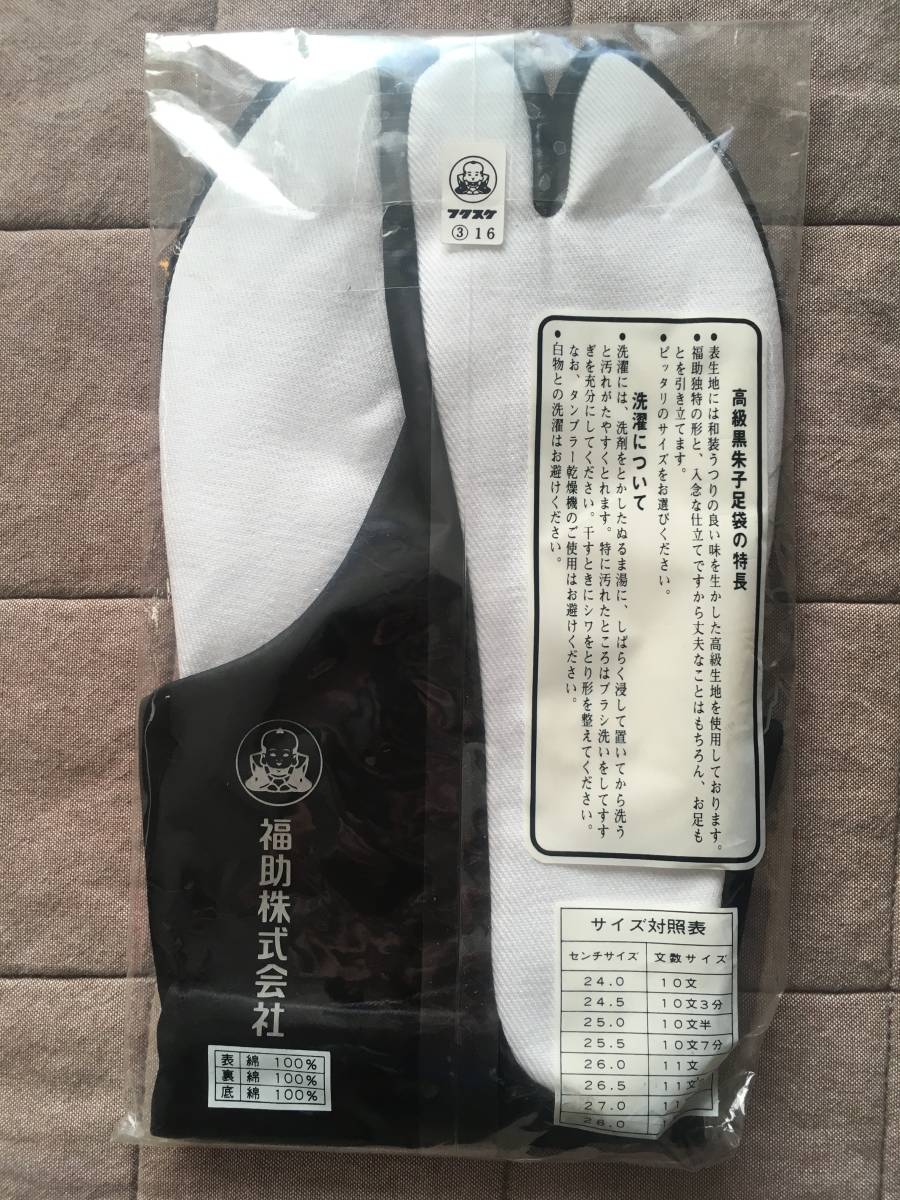 フクスケ
③16
高級黒朱子足袋の特長
●表生地には和装うつりの良い味を生かした高級生地を使用しております。
●福助独特の形と、入念な仕立てですから丈夫なことはもちろん、お足も
とを引き立てます。
●ピッタリのサイズをお選びください。
洗濯について
●洗濯には、洗剤をとかしたぬるま湯に、しばらく浸して置いてから洗う
と汚れがたやすくとれます。特に汚れたところはブラシ洗いをしてすす
ぎを充分にしてください。干すときにシワをとり形を整えてください。
なお、タンブラー乾燥機のご使用はお避けください。
●白物との洗濯はお避けください。
福助株式会社
表 綿 100%
裏 綿 100%
底 綿 100%
サイズ対照表
センチサイズ 文数サイズ
24.0 10文
24.5 10文3分
25.0 10文半
25.5 10文7分
26.0 11文
26.5 11文
27.0 11
28.0